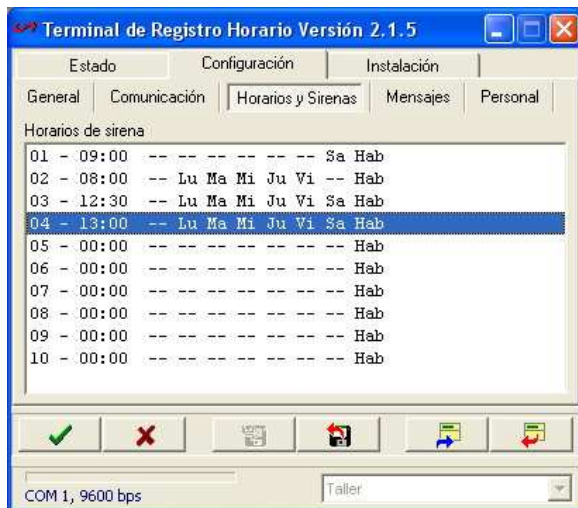 Terminal de Registro Horario Versión 2.1.5
Estado Configuración Instalación
General Comunicación Horarios y Sirenas Mensajes Personal
Horarios de sirena
01 - 09:00 -- -- -- -- -- -- Sa Hab
02 - 08:00 -- Lu Ma Mi Ju Vi -- Hab
03 - 12:30 -- Lu Ma Mi Ju Vi Sa Hab
04 - 13:00 -- Lu Ma Mi Ju Vi Sa Hab
05 - 00:00 -- -- -- -- -- -- -- Hab
06 - 00:00 -- -- -- -- -- -- -- Hab
07 - 00:00 -- -- -- -- -- -- -- Hab
08 - 00:00 -- -- -- -- -- -- -- Hab
09 - 00:00 -- -- -- -- -- -- -- Hab
10 - 00:00 -- -- -- -- -- -- -- Hab
COM 1, 9600 bps
Taller